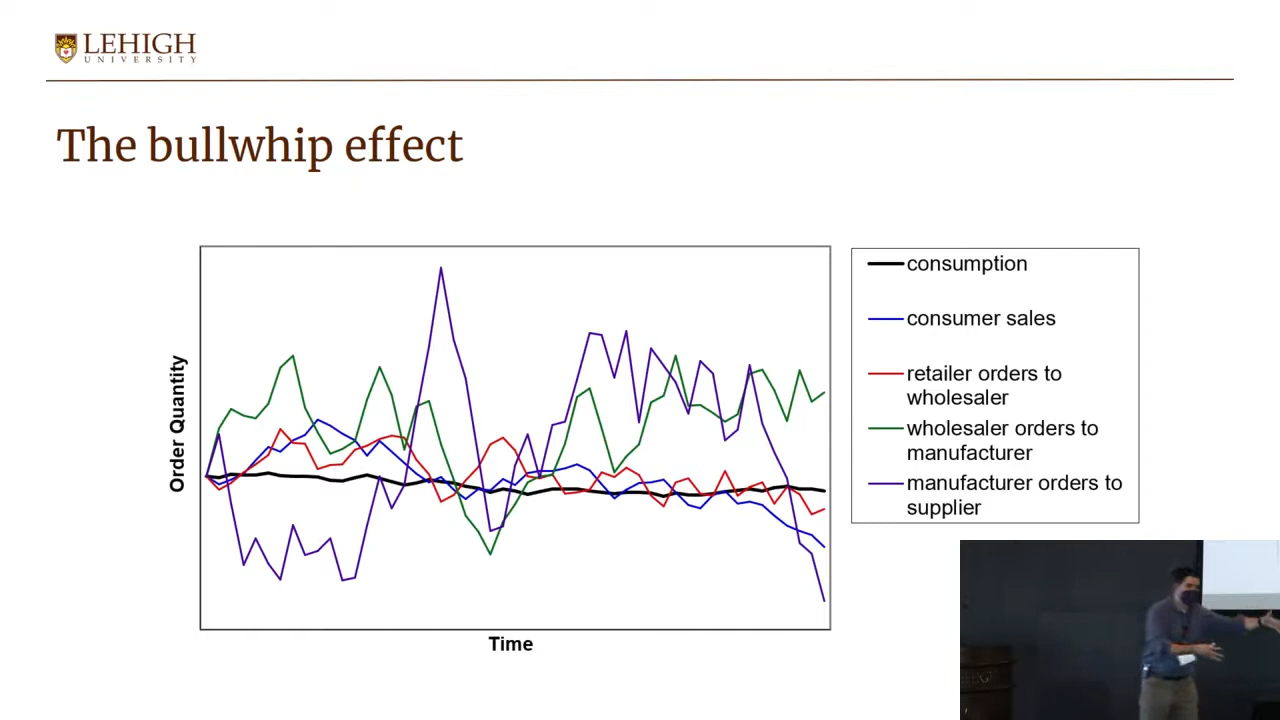 LEHIGH
UNIVERSITY
The bullwhip effect
Order Quantity
Time
consumption
consumer sales
retailer orders to
wholesaler
wholesaler orders to
manufacturer
manufacturer orders to
supplier